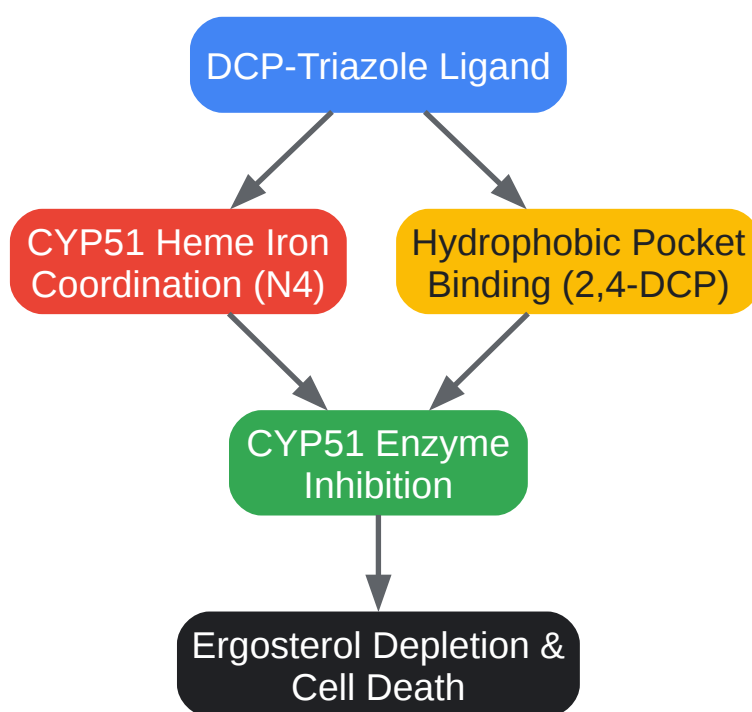 DCP-Triazole Ligand
CYP51 Heme Iron
Coordination (N4)
Hydrophobic Pocket
Binding (2,4-DCP)
CYP51 Enzyme
Inhibition
Ergosterol Depletion &
Cell Death